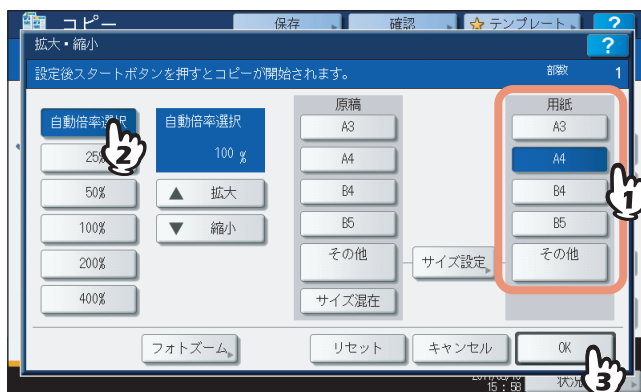 コピー 保存 確認 テンプレート ?
拡大・縮小 ?
設定後スタートボタンを押すとコピーが開始されます。 部数 1
自動倍率選択
25%
50%
100%
200%
400%
自動倍率選択
100 %
▲ 拡大
▼ 縮小
原稿
A3
A4
B4
B5
その他
サイズ混在
サイズ設定
用紙
A3
A4
B4
B5
その他
フォトズーム
リセット
キャンセル
OK
15:58
状況
1
2
3